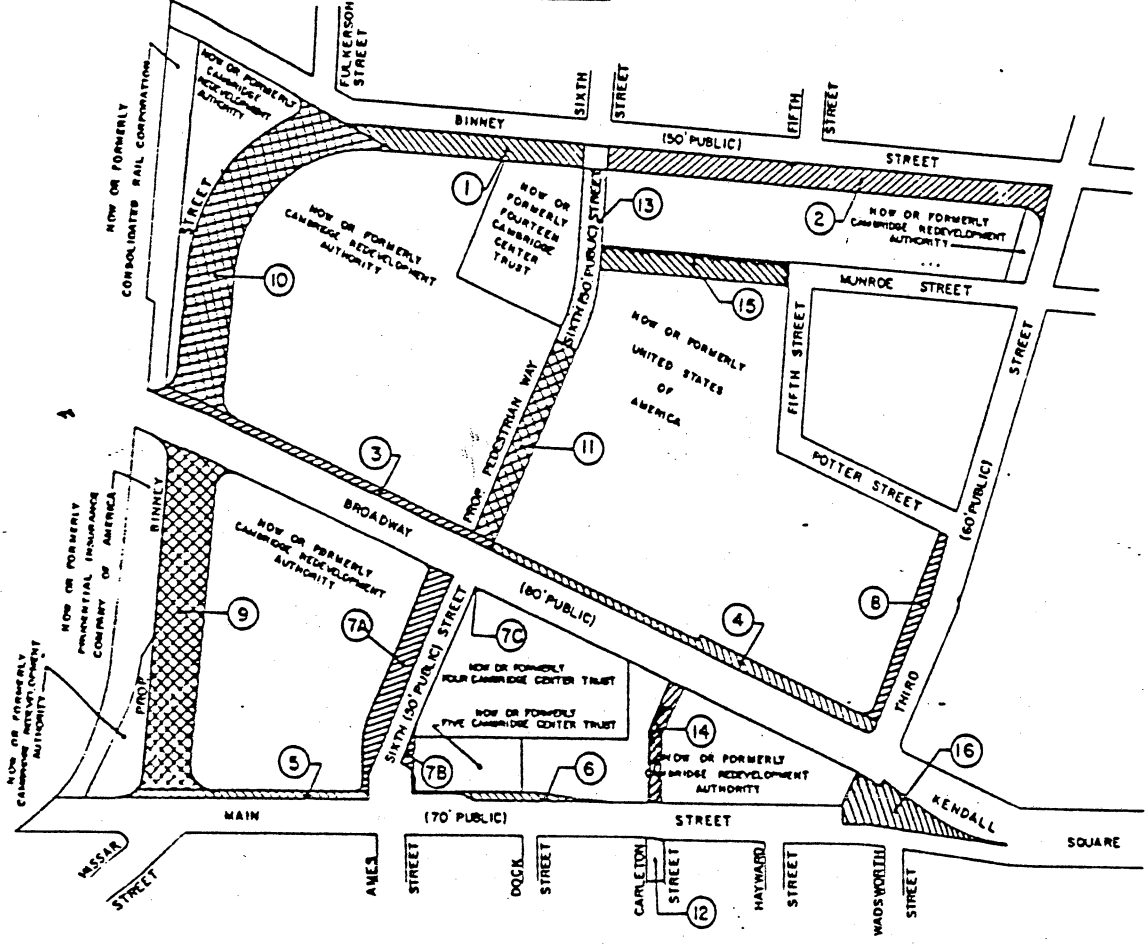 FULKERSON
STREET
SIXTH
STREET
FIFTH
STREET
NOW OR FORMERLY
CAMBRIDGE
REDEVELOPMENT
AUTHORITY
NOW OR FORMERLY
CONSOLIDATED RAIL CORPORATION
BINNEY
(50' PUBLIC)
STREET
1
NOW OR
FORMERLY
FOURTEEN
CAMBRIDGE
CENTER
TRUST
13
2
NOW OR FORMERLY
CAMBRIDGE REDEVELOPMENT
AUTHORITY
STREET
10
NOW OR FORMERLY
CAMBRIDGE REDEVELOPMENT
AUTHORITY
SIXTH (50' PUBLIC) STREET
15
MUNROE STREET
NOW OR FORMERLY
UNITED STATES
OF
AMERICA
FIFTH STREET
STREET
3
PROP PEDESTRIAN WAY
11
POTTER STREET
(60' PUBLIC)
BINNEY
BROADWAY
NOW OR FORMERLY
PRUDENTIAL INSURANCE
COMPANY OF AMERICA
NOW OR FORMERLY
CAMBRIDGE REDEVELOPMENT
AUTHORITY
(80' PUBLIC)
9
7A
7C
4
8
THIRD
NOW OR FORMERLY
CAMBRIDGE REDEVELOPMENT
AUTHORITY
PROP
SIXTH (50' PUBLIC) STREET
NOW OR FORMERLY
FOUR CAMBRIDGE CENTER TRUST
NOW OR FORMERLY
FIVE CAMBRIDGE CENTER TRUST
14
NOW OR FORMERLY
CAMBRIDGE REDEVELOPMENT
AUTHORITY
16
5
7B
6
KENDALL
MAIN
(70' PUBLIC)
STREET
SQUARE
VASSAR
STREET
AMES
STREET
DOCK
STREET
CARLETON
STREET
12
HAYWARD
STREET
WADSWORTH
STREET